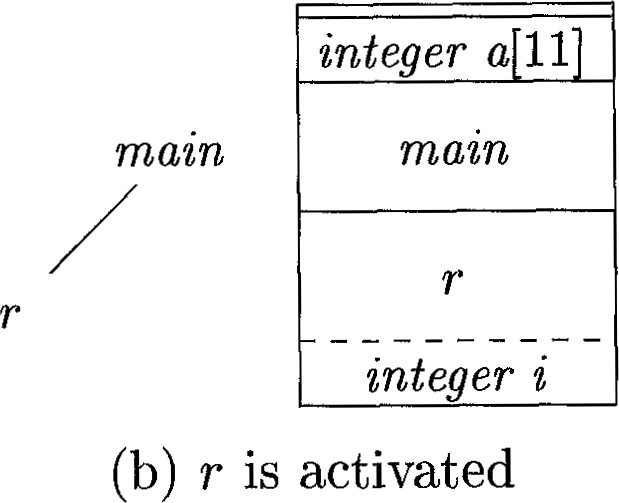 integer a[11]
main
main
r
r
integer i
(b) r is activated